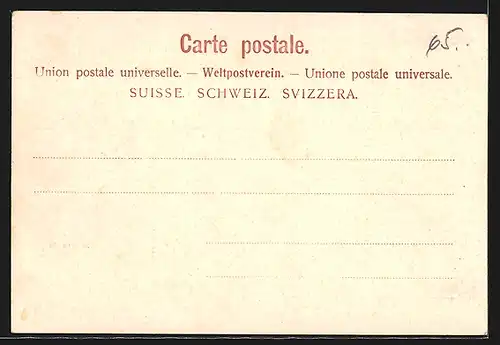 Carte postale.
65..
Union postale universelle. — Weltpostverein. — Unione postale universale.
SUISSE. SCHWEIZ. SVIZZERA.